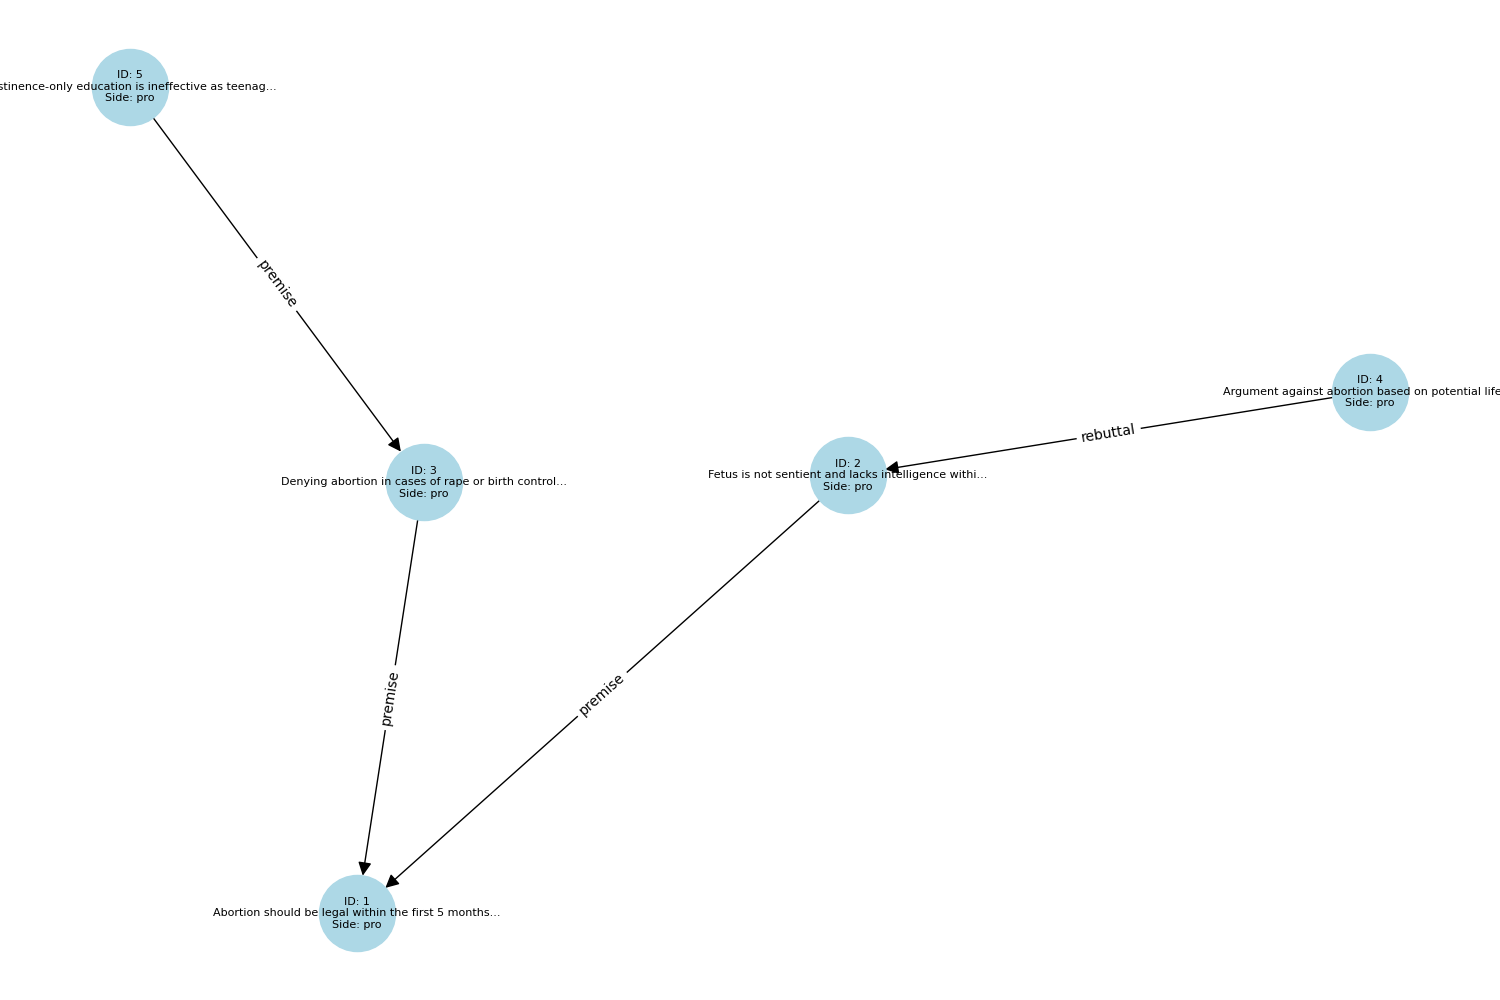 ID: 5
stinence-only education is ineffective as teenag...
Side: pro
premise
ID: 4
Argument against abortion based on potential life
Side: pro
rebuttal
ID: 2
Fetus is not sentient and lacks intelligence withi...
Side: pro
ID: 3
Denying abortion in cases of rape or birth control...
Side: pro
premise
premise
ID: 1
Abortion should be legal within the first 5 months...
Side: pro